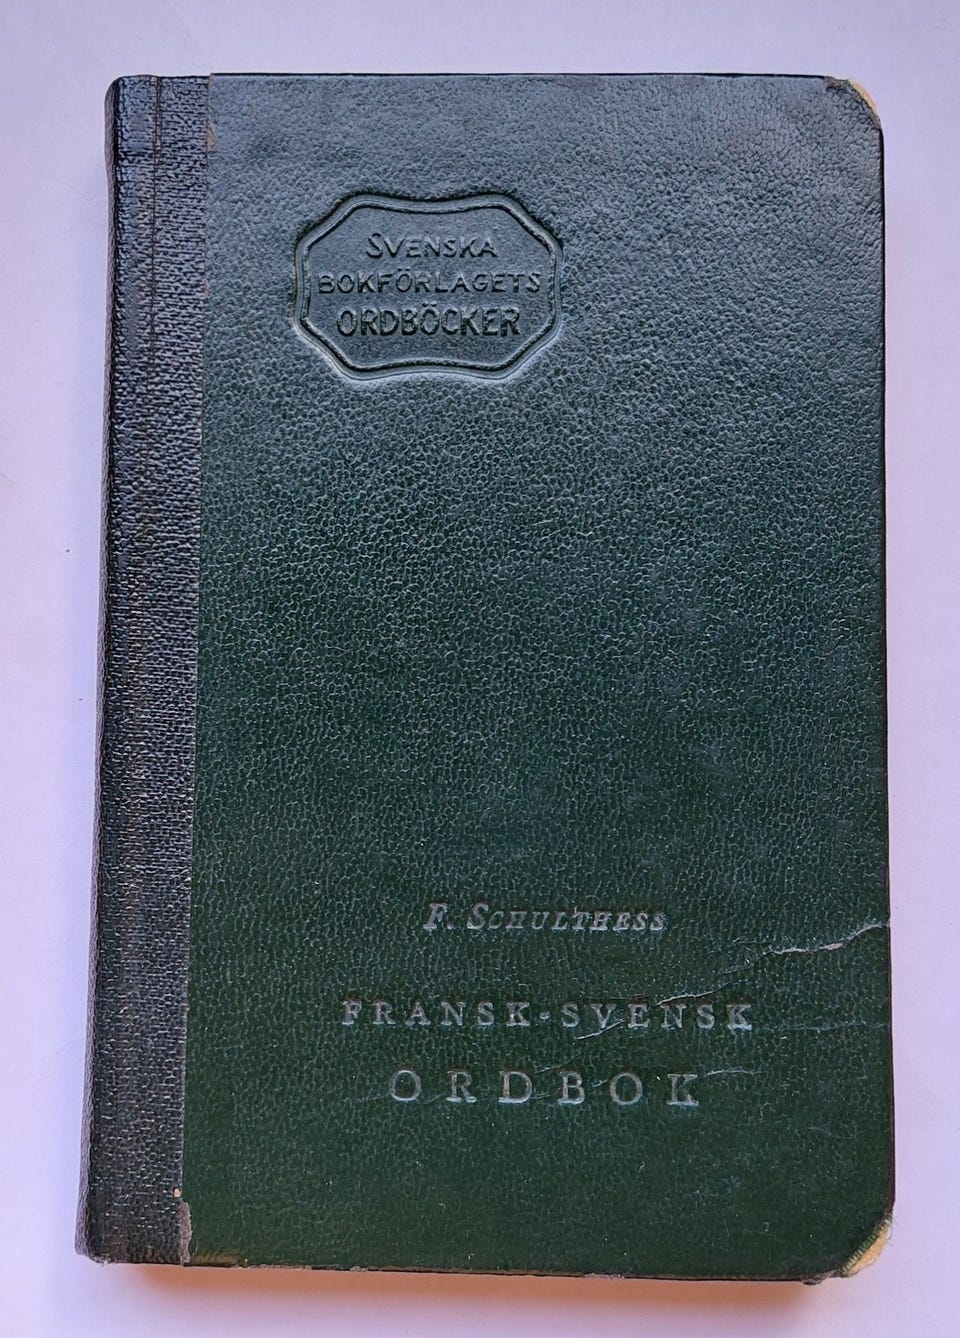 SVENSKA
BOKFÖRLAGETS
ORDBÖCKER
F. SCHULTHESS
FRANSK-SVENSK
ORDBOK